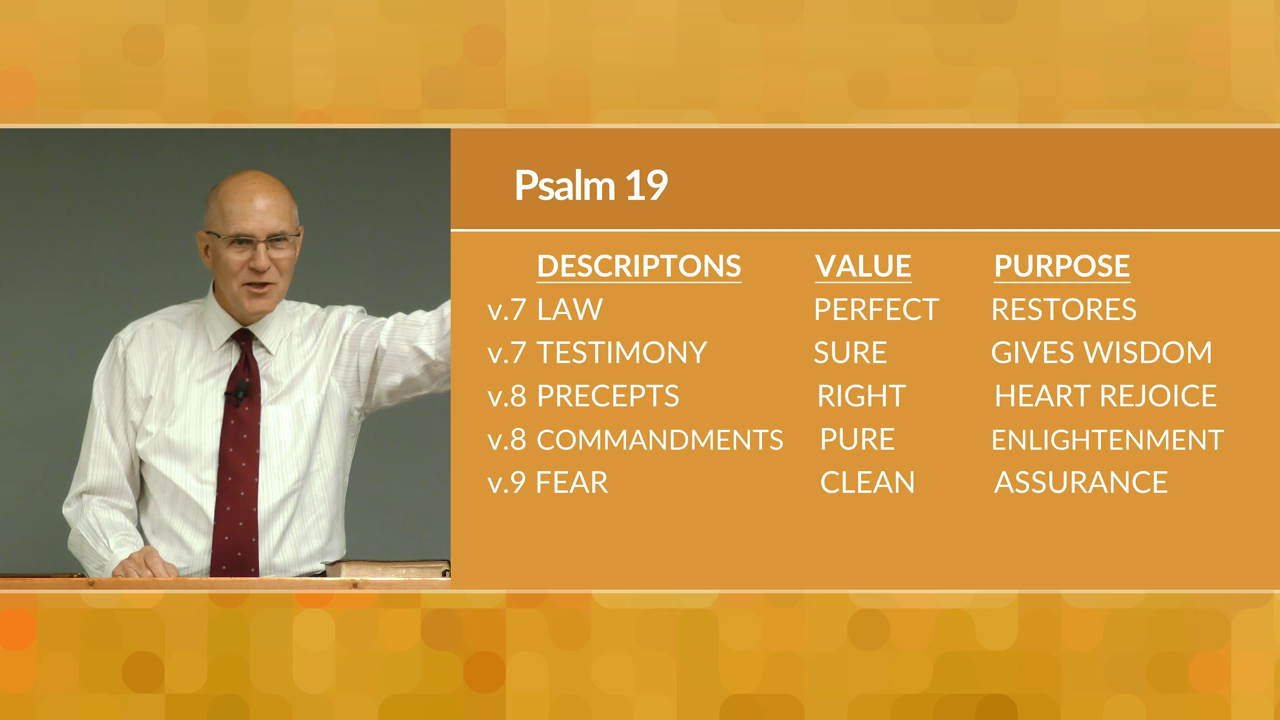 Psalm 19
DESCRIPTONS VALUE PURPOSE
v.7 LAW PERFECT RESTORES
v.7 TESTIMONY SURE GIVES WISDOM
v.8 PRECEPTS RIGHT HEART REJOICE
v.8 COMMANDMENTS PURE ENLIGHTENMENT
v.9 FEAR CLEAN ASSURANCE